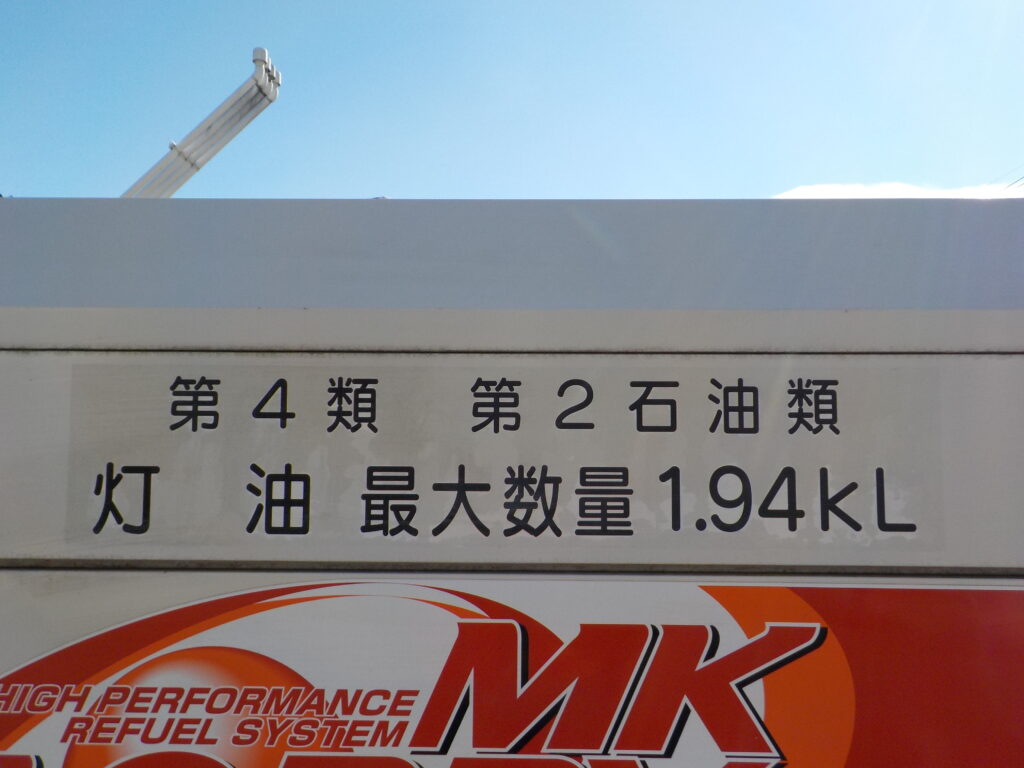 第4類 第2石油類
灯 油 最大数量1.94kL
HIGH PERFORMANCE
REFUEL SYSTEM
MK